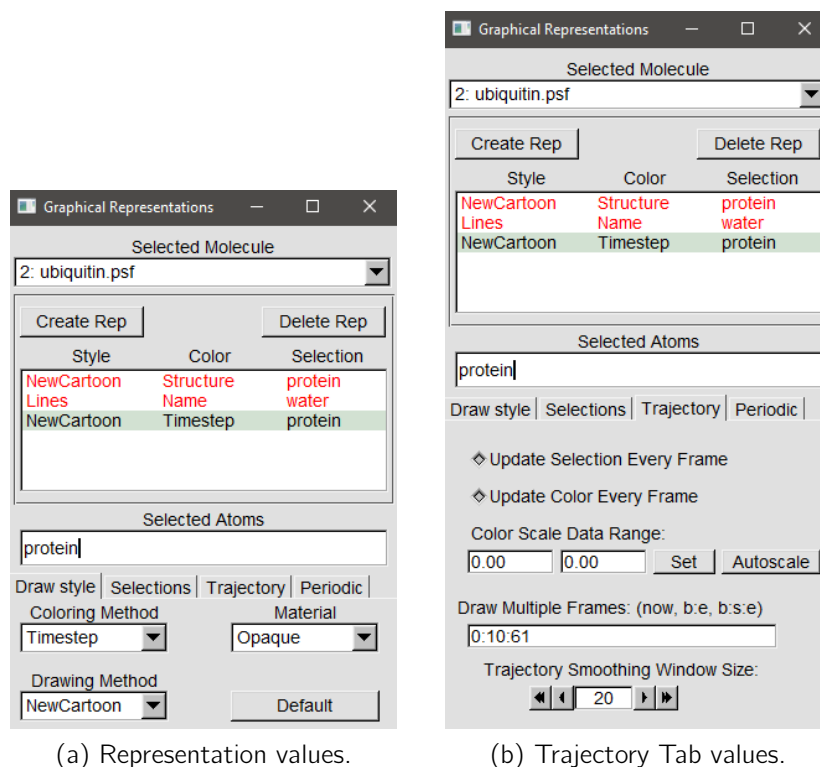 Graphical Representations
Selected Molecule
2: ubiquitin.psf
Create Rep Delete Rep
Style Color Selection
NewCartoon Structure protein
Lines Name water
NewCartoon Timestep protein
Selected Atoms
protein
Draw style Selections Trajectory Periodic
Coloring Method Material
Timestep Opaque
Drawing Method
NewCartoon Default
(a) Representation values.
Graphical Representations
Selected Molecule
2: ubiquitin.psf
Create Rep Delete Rep
Style Color Selection
NewCartoon Structure protein
Lines Name water
NewCartoon Timestep protein
Selected Atoms
protein
Draw style Selections Trajectory Periodic
Update Selection Every Frame
Update Color Every Frame
Color Scale Data Range:
0.00 0.00 Set Autoscale
Draw Multiple Frames: (now, b:e, b:s:e)
0:10:61
Trajectory Smoothing Window Size:
20
(b) Trajectory Tab values.